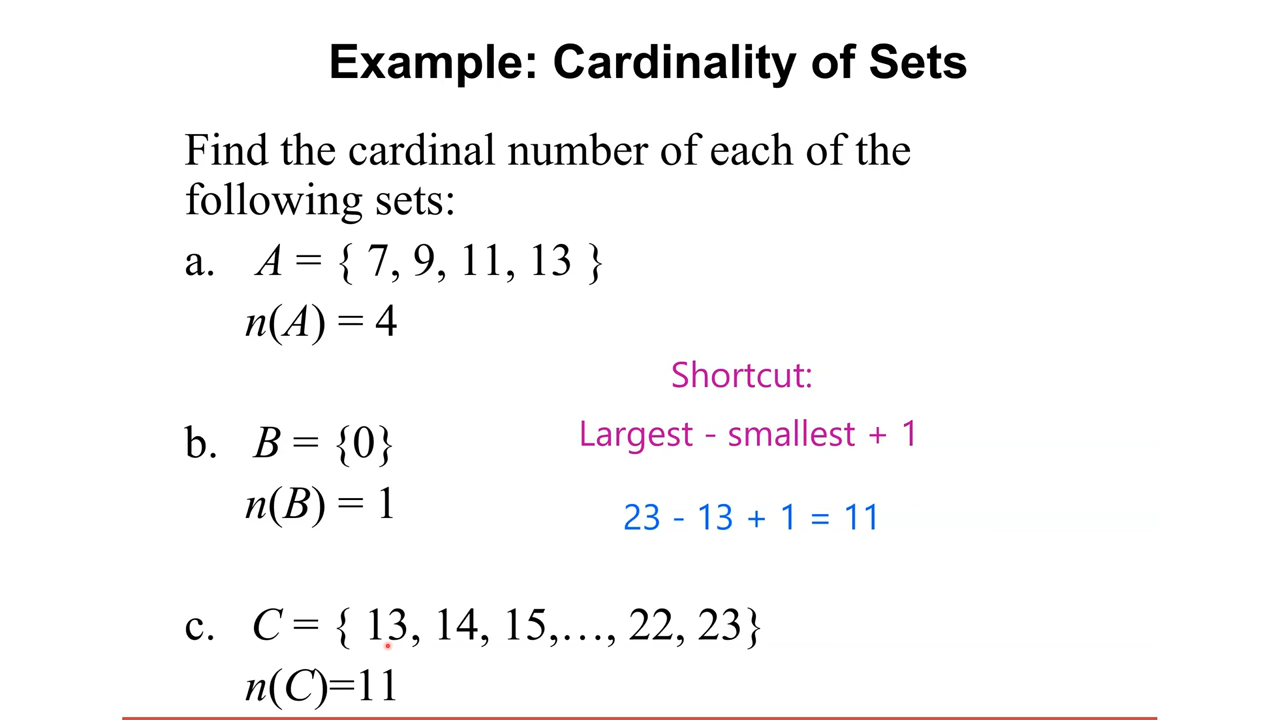 Example: Cardinality of Sets
Find the cardinal number of each of the
following sets:
a. A = { 7, 9, 11, 13 }
n(A) = 4
Shortcut:
Largest - smallest + 1
b. B = {0}
n(B) = 1
23 - 13 + 1 = 11
c. C = { 13, 14, 15,…, 22, 23}
n(C)=11